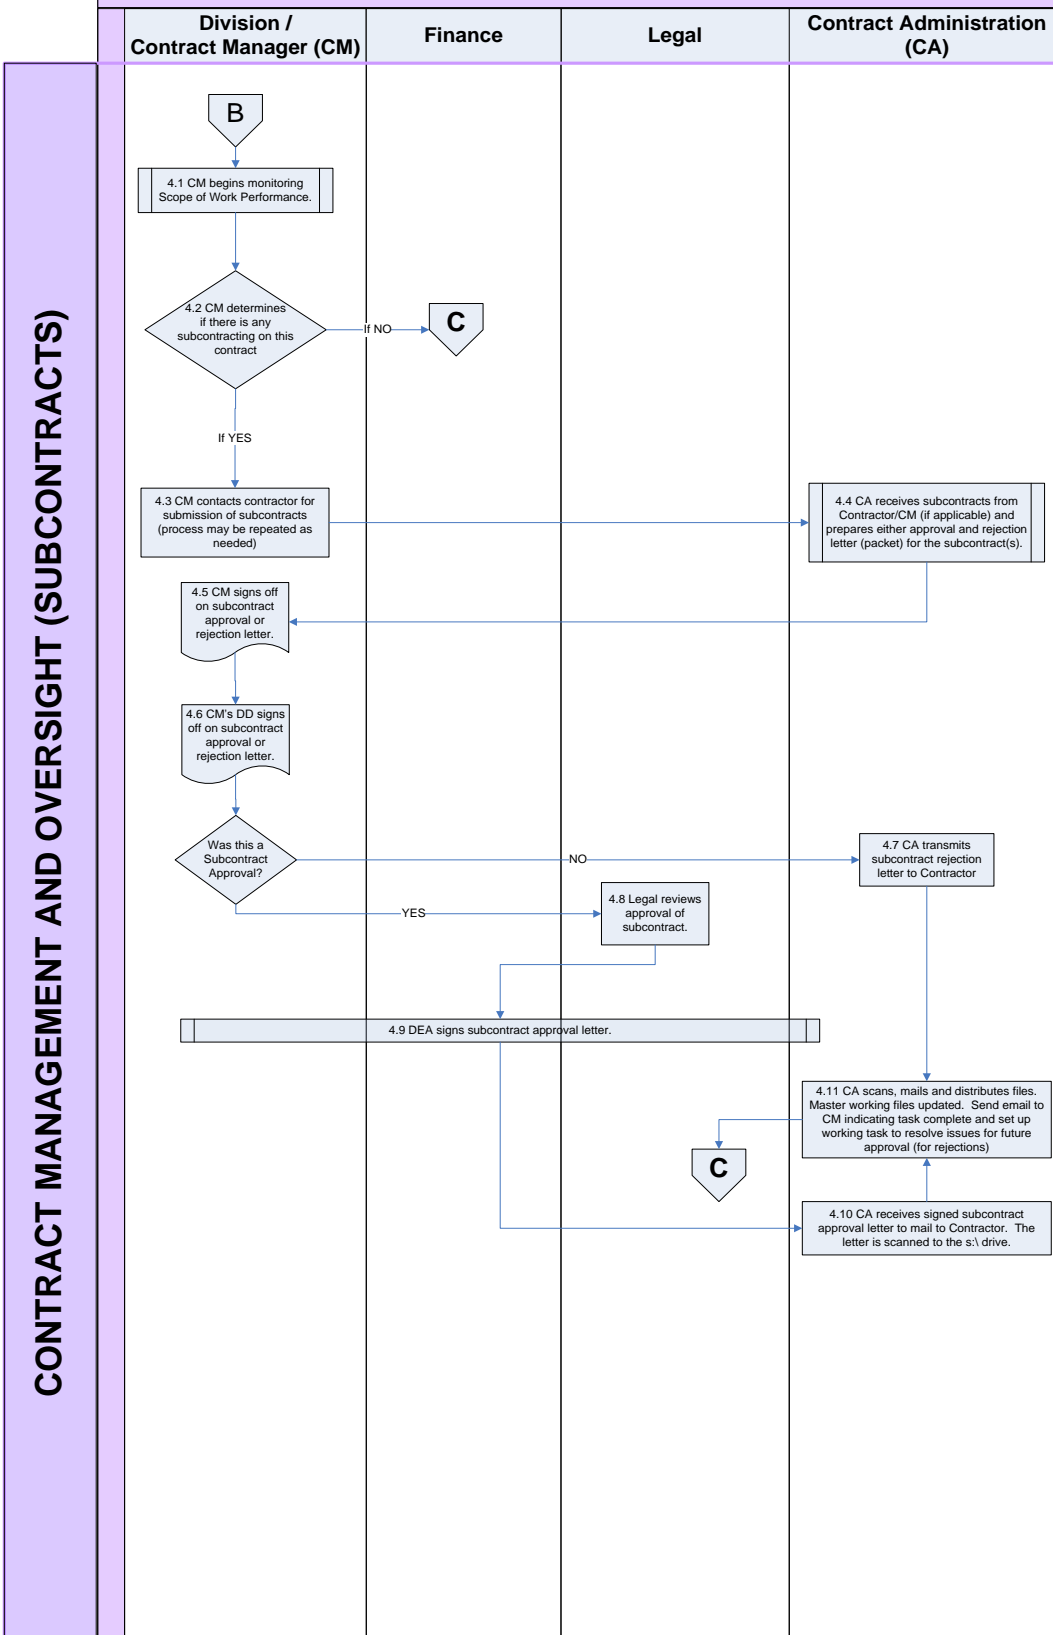 Division /
Contract Manager (CM)
Finance
Legal
Contract Administration
(CA)
CONTRACT MANAGEMENT AND OVERSIGHT (SUBCONTRACTS)
B
4.1 CM begins monitoring
Scope of Work Performance.
4.2 CM determines
if there is any
subcontracting on this
contract
If NO
C
If YES
4.3 CM contacts contractor for
submission of subcontracts
(process may be repeated as
needed)
4.4 CA receives subcontracts from
Contractor/CM (if applicable) and
prepares either approval and rejection
letter (packet) for the subcontract(s).
4.5 CM signs off
on subcontract
approval or
rejection letter.
4.6 CM's DD signs
off on subcontract
approval or
rejection letter.
Was this a
Subcontract
Approval?
NO
4.7 CA transmits
subcontract rejection
letter to Contractor
YES
4.8 Legal reviews
approval of
subcontract.
4.9 DEA signs subcontract approval letter.
4.11 CA scans, mails and distributes files.
Master working files updated. Send email to
CM indicating task complete and set up
working task to resolve issues for future
approval (for rejections)
C
4.10 CA receives signed subcontract
approval letter to mail to Contractor. The
letter is scanned to the s:\ drive.